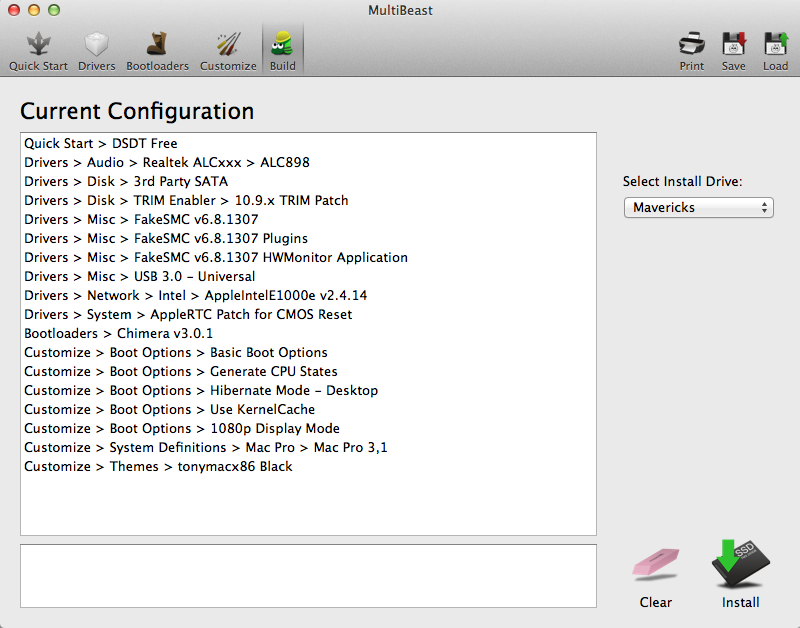 MultiBeast
Quick Start Drivers Bootloaders Customize Build Print Save Load
Current Configuration
Quick Start > DSDT Free
Drivers > Audio > Realtek ALCxxx > ALC898
Drivers > Disk > 3rd Party SATA
Drivers > Disk > TRIM Enabler > 10.9.x TRIM Patch
Drivers > Misc > FakeSMC v6.8.1307
Drivers > Misc > FakeSMC v6.8.1307 Plugins
Drivers > Misc > FakeSMC v6.8.1307 HWMonitor Application
Drivers > Misc > USB 3.0 - Universal
Drivers > Network > Intel > AppleIntelE1000e v2.4.14
Drivers > System > AppleRTC Patch for CMOS Reset
Bootloaders > Chimera v3.0.1
Customize > Boot Options > Basic Boot Options
Customize > Boot Options > Generate CPU States
Customize > Boot Options > Hibernate Mode - Desktop
Customize > Boot Options > Use KernelCache
Customize > Boot Options > 1080p Display Mode
Customize > System Definitions > Mac Pro > Mac Pro 3,1
Customize > Themes > tonymacx86 Black
Select Install Drive:
Mavericks
SSD
Clear Install